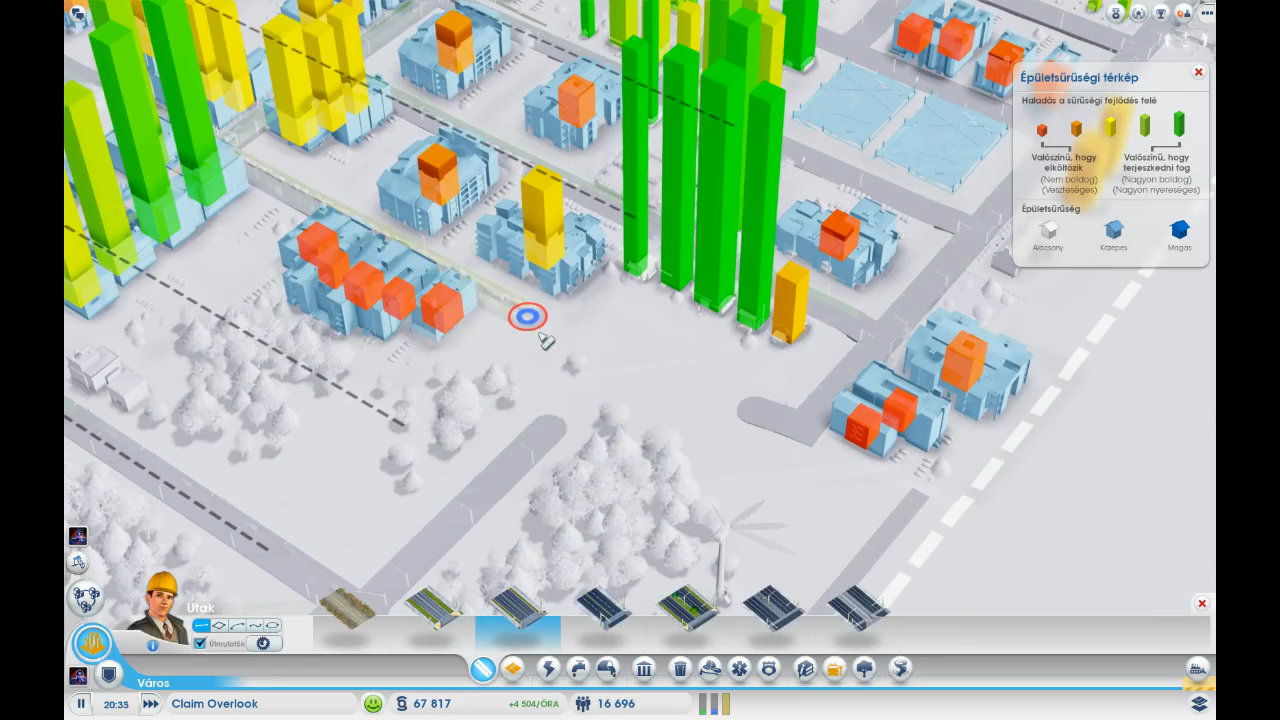 Épületsűrűségi térkép
Haladás a sűrűségi fejlődés felé
Valószínű, hogy elköltözik
(Nem boldog)
(Veszteséges)
Valószínű, hogy terjeszkedni fog
(Nagyon boldog)
(Nagyon nyereséges)
Épületsűrűség
Alacsony
Közepes
Magas
Utak
Útmutatók
Város
20:35
Claim Overlook
67 817
+4 504/ÓRA
16 696